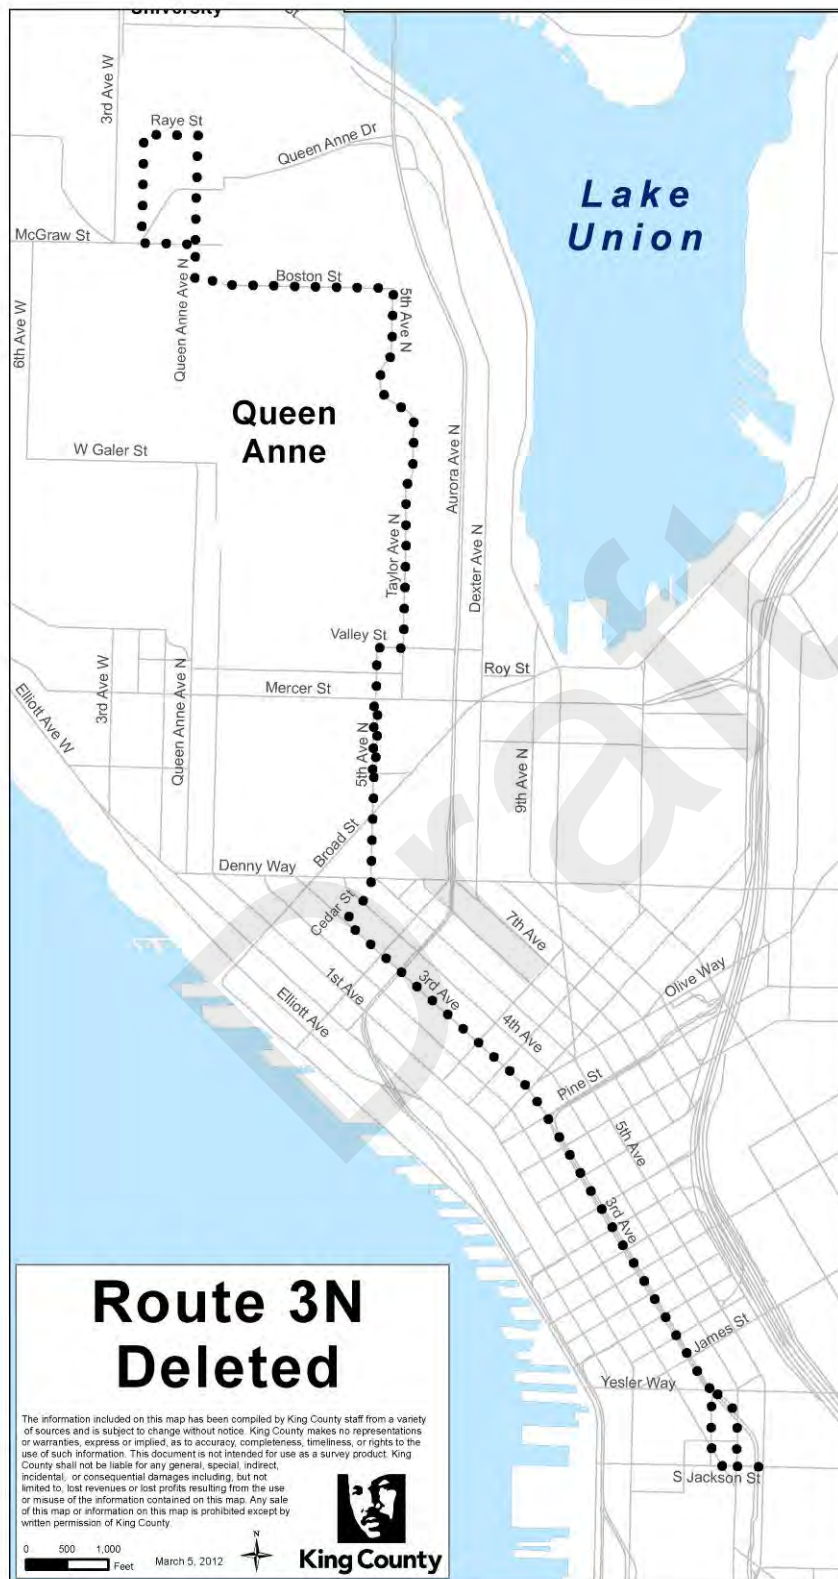 University
St
3rd Ave W
Raye St
Queen Anne Dr
Lake
Union
McGraw St
Queen Anne Ave N
Boston St
5th Ave N
6th Ave W
Queen
Anne
W Galer St
Aurora Ave N
Taylor Ave N
Dexter Ave N
Draft
Valley St
3rd Ave W
Queen Anne Ave N
Roy St
Mercer St
Elliott Ave W
5th Ave N
9th Ave N
Broad St
Denny Way
Cedar St
7th Ave
1st Ave
3rd Ave
Olive Way
Elliott Ave
4th Ave
Pine St
5th Ave
3rd Ave
James St
Yesler Way
S Jackson St
Route 3N
Deleted
The information included on this map has been compiled by King County staff from a variety
of sources and is subject to change without notice. King County makes no representations
or warranties, express or implied, as to accuracy, completeness, timeliness, or rights to the
use of such information. This document is not intended for use as a survey product. King
County shall not be liable for any general, special, indirect,
incidental, or consequential damages including, but not
limited to, lost revenues or lost profits resulting from the use
or misuse of the information contained on this map. Any sale
of this map or information on this map is prohibited except by
written permission of King County.
0 500 1,000
Feet
March 5, 2012
N
King County